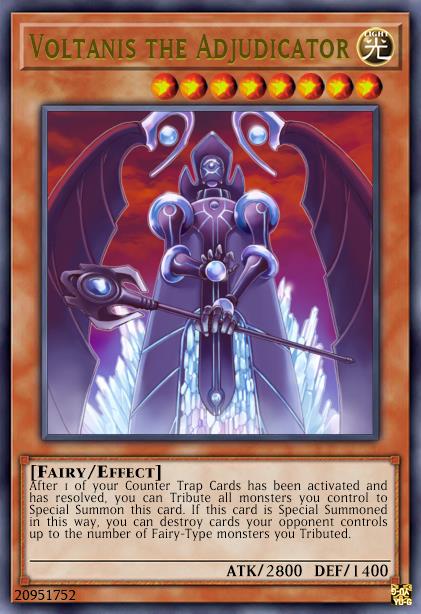 VOLTANIS THE ADJUDICATOR
LIGHT
光
[FAIRY/EFFECT]
After 1 of your Counter Trap Cards has been activated and
has resolved, you can Tribute all monsters you control to
Special Summon this card. If this card is Special Summoned
in this way, you can destroy cards your opponent controls
up to the number of Fairy-Type monsters you Tributed.
ATK/2800 DEF/1400
20951752